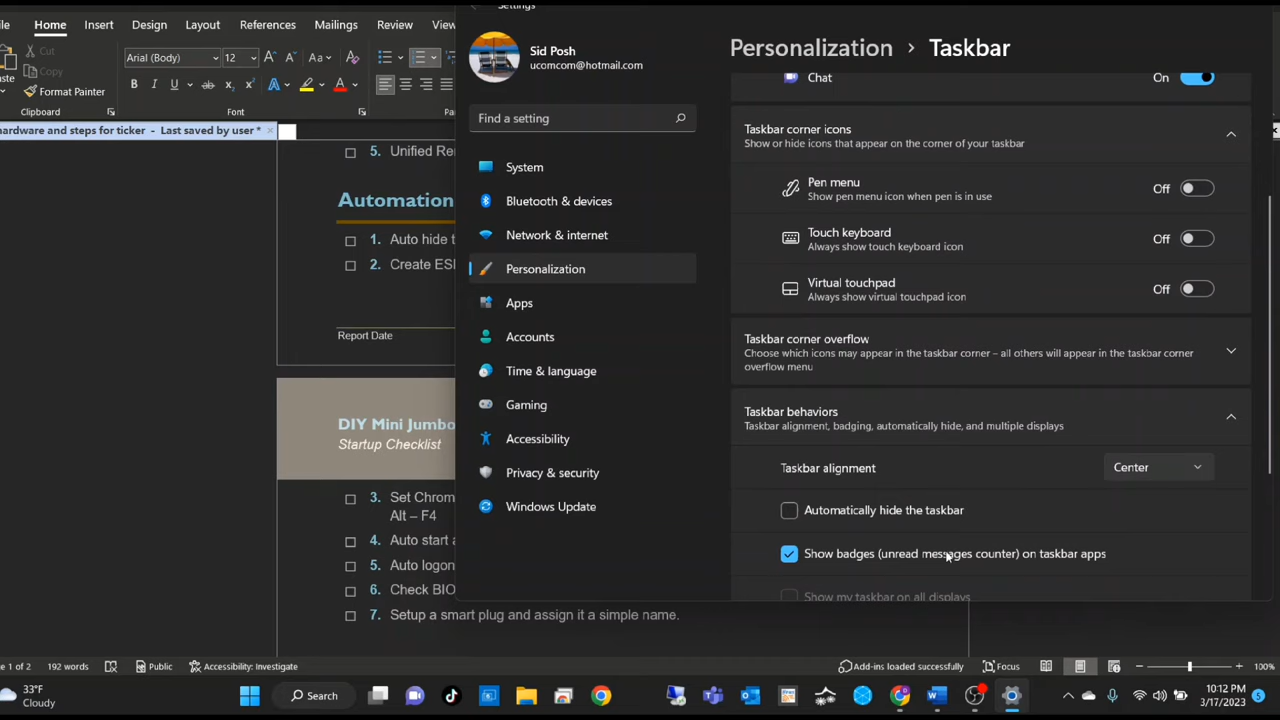 Settings
Home Insert Design Layout References Mailings Review
Cut
Copy
Format Painter
Arial (Body) 12
B I U ab A A
Clipboard
Font
hardware and steps for ticker - Last saved by user *
5. Unified
Automation
1. Auto hide
2. Create
Report Date
DIY Mini Jumbo
Startup Checklist
3. Set Chrom
Alt – F4
4. Auto start
5. Auto logon
6. Check BIO
7. Setup a smart plug and assign it a simple name.
Sid Posh
ucomcom@hotmail.com
Find a setting
System
Bluetooth & devices
Network & internet
Personalization
Apps
Accounts
Time & language
Gaming
Accessibility
Privacy & security
Windows Update
Personalization › Taskbar
Chat On
Taskbar corner icons
Show or hide icons that appear on the corner of your taskbar
Pen menu
Show pen menu icon when pen is in use
Off
Touch keyboard
Always show touch keyboard icon
Off
Virtual touchpad
Always show virtual touchpad icon
Off
Taskbar corner overflow
Choose which icons may appear in the taskbar corner – all others will appear in the taskbar corner
overflow menu
Taskbar behaviors
Taskbar alignment, badging, automatically hide, and multiple displays
Taskbar alignment Center
Automatically hide the taskbar
Show badges (unread messages counter) on taskbar apps
Show my taskbar on all displays
Page 1 of 2 192 words Public Accessibility: Investigate Add-ins loaded successfully Focus 100%
33°F
Cloudy
Search
10:12 PM
3/17/2023
5